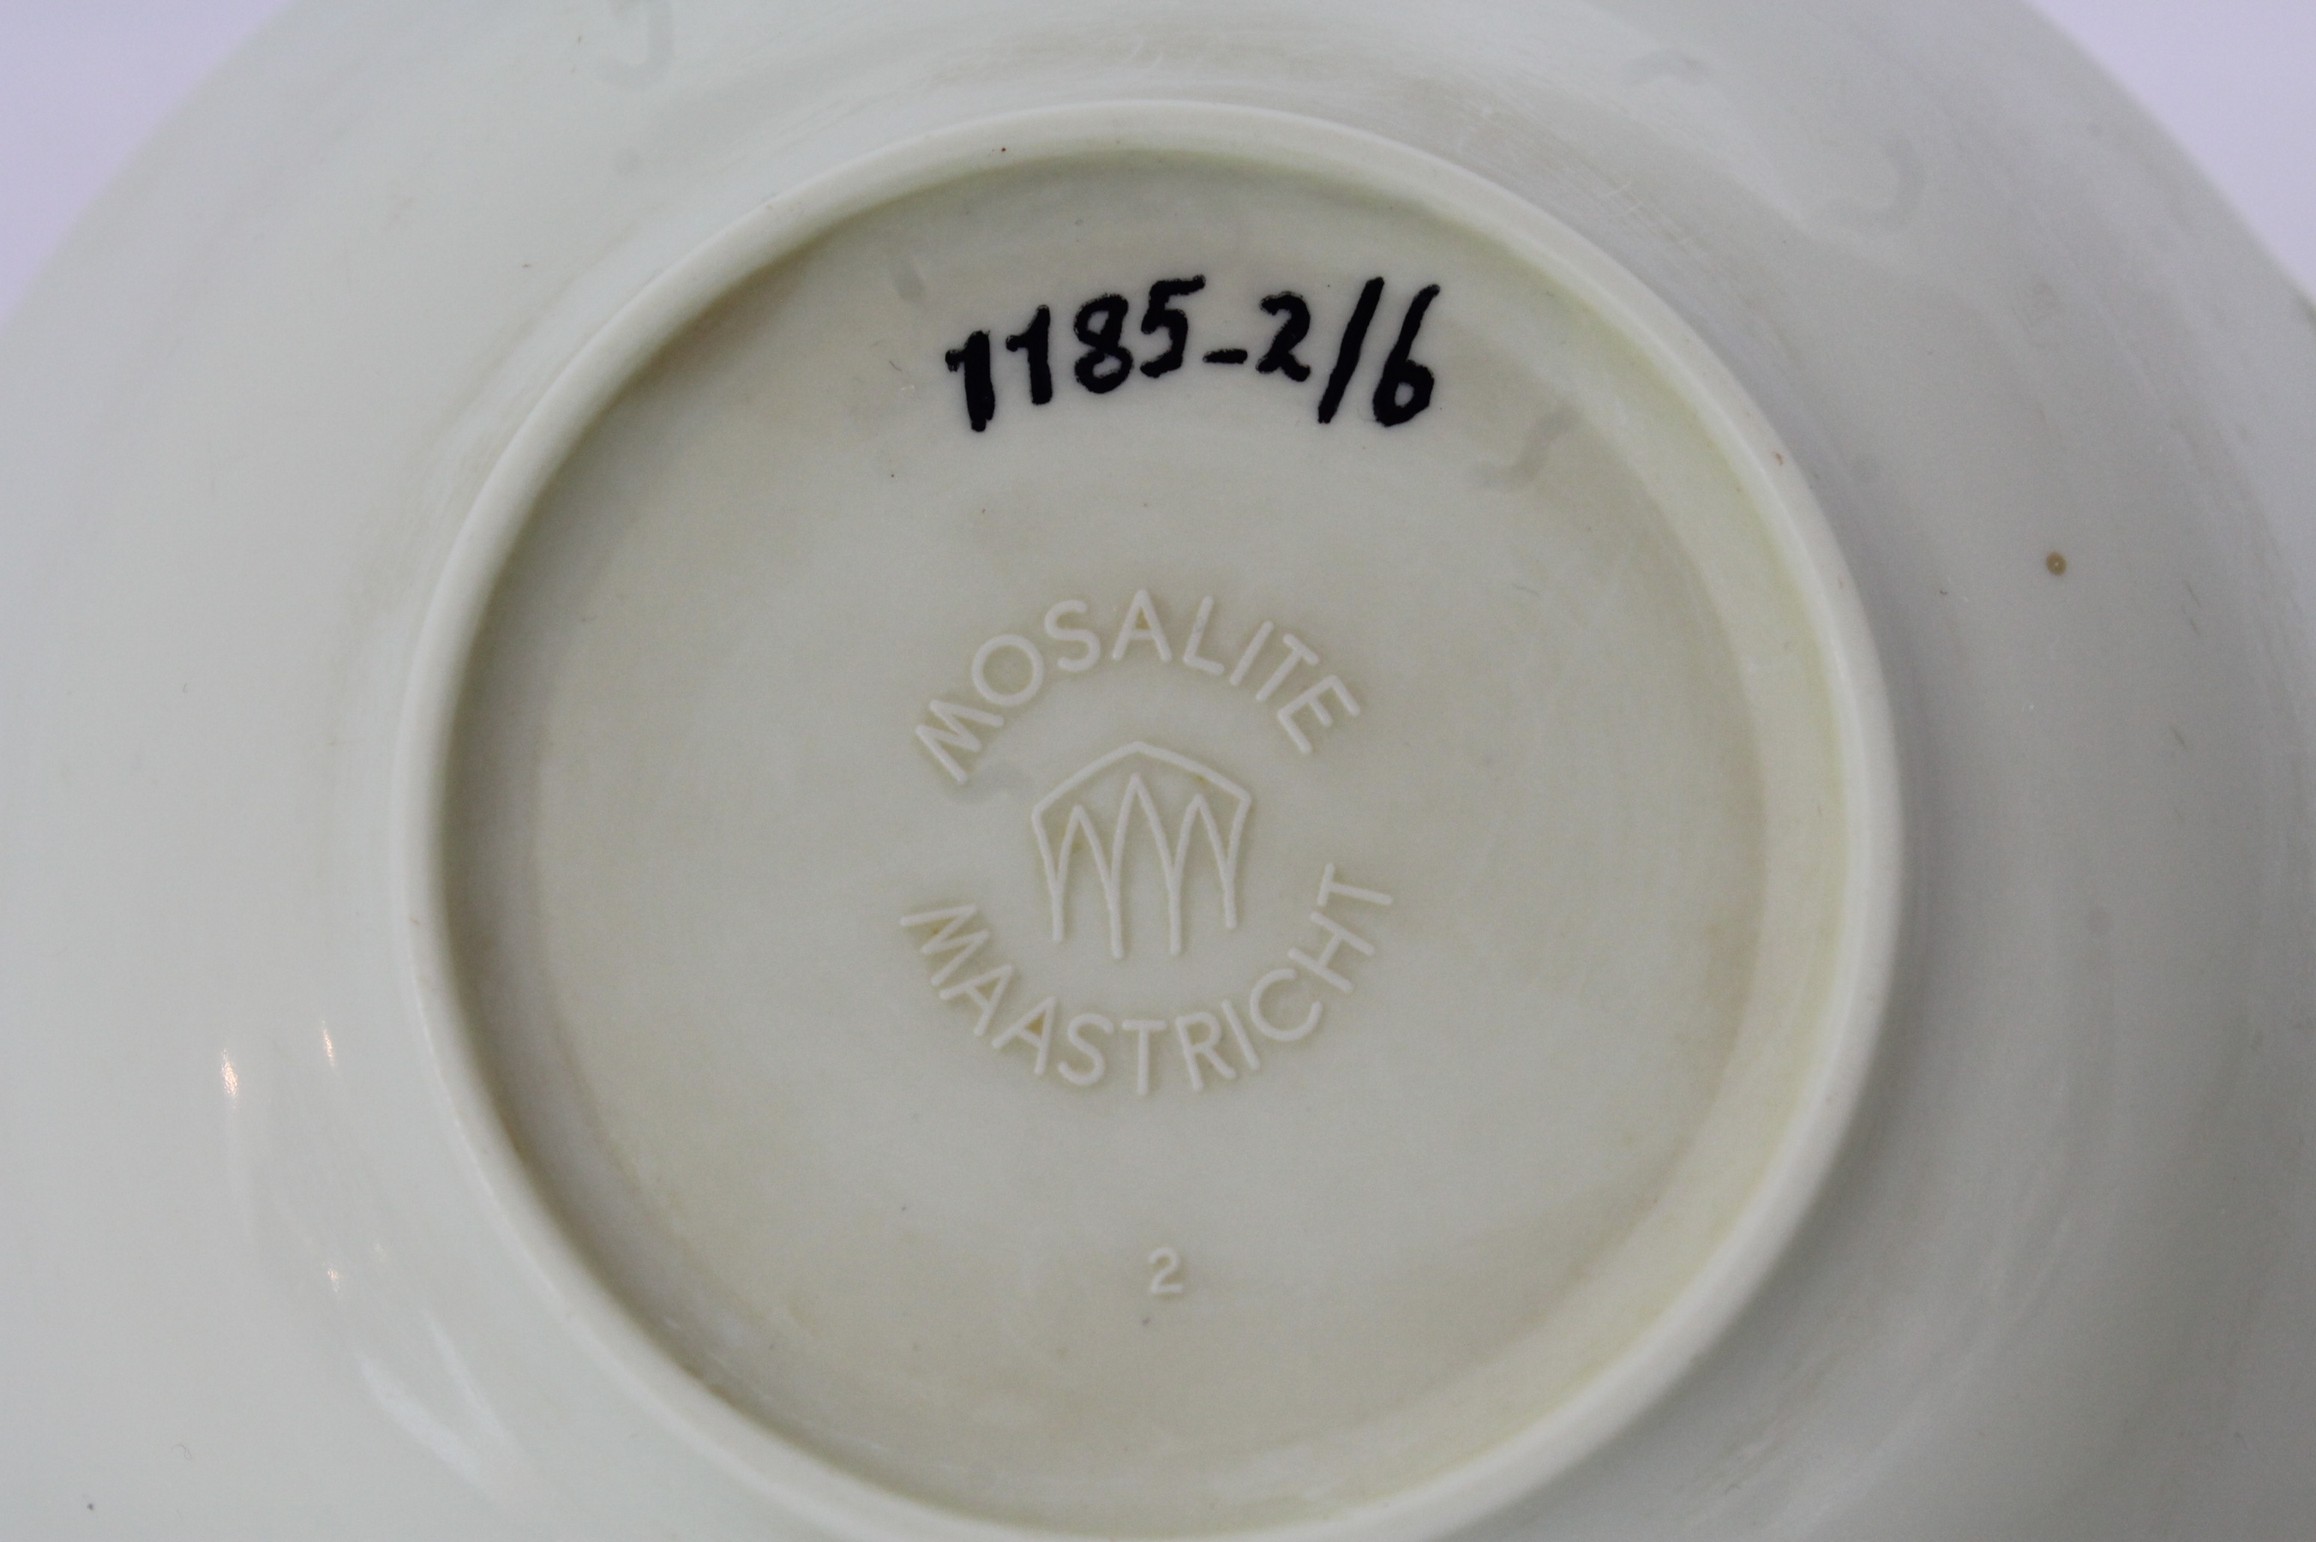 1185-2/6
MOSALITE
MAASTRICHT
2